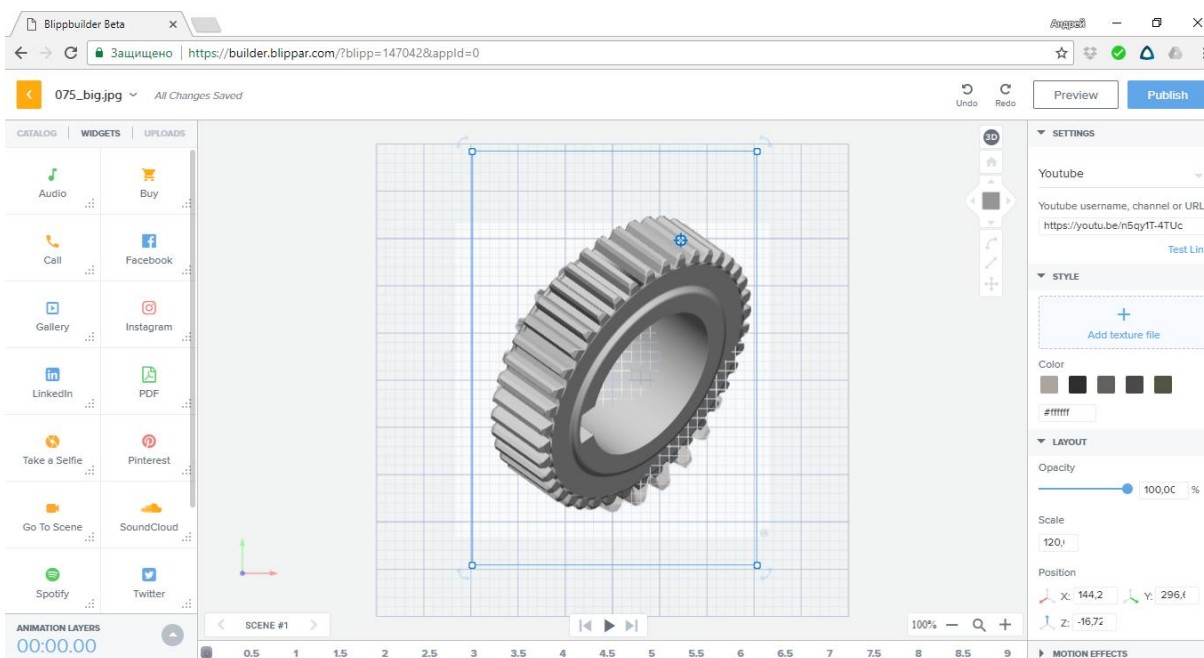 Blippbuilder Beta
Андрей
Защищено | https://builder.blippar.com/?blipp=147042&appId=0
075_big.jpg All Changes Saved
Undo Redo
Preview Publish
CATALOG WIDGETS UPLOADS
Audio Buy
Call Facebook
Gallery Instagram
LinkedIn PDF
Take a Selfie Pinterest
Go To Scene SoundCloud
Spotify Twitter
ANIMATION LAYERS
00:00.00
3D
SCENE #1
100%
0.5 1 1.5 2 2.5 3 3.5 4 4.5 5 5.5 6 6.5 7 7.5 8 8.5 9
SETTINGS
Youtube
Youtube username, channel or URL
https://youtu.be/n5qy1T-4TUc
Test Lin
STYLE
+
Add texture file
Color
#ffffff
LAYOUT
Opacity
100,00 %
Scale
120,
Position
X: 144,2 Y: 296,
Z: -16,72
MOTION EFFECTS